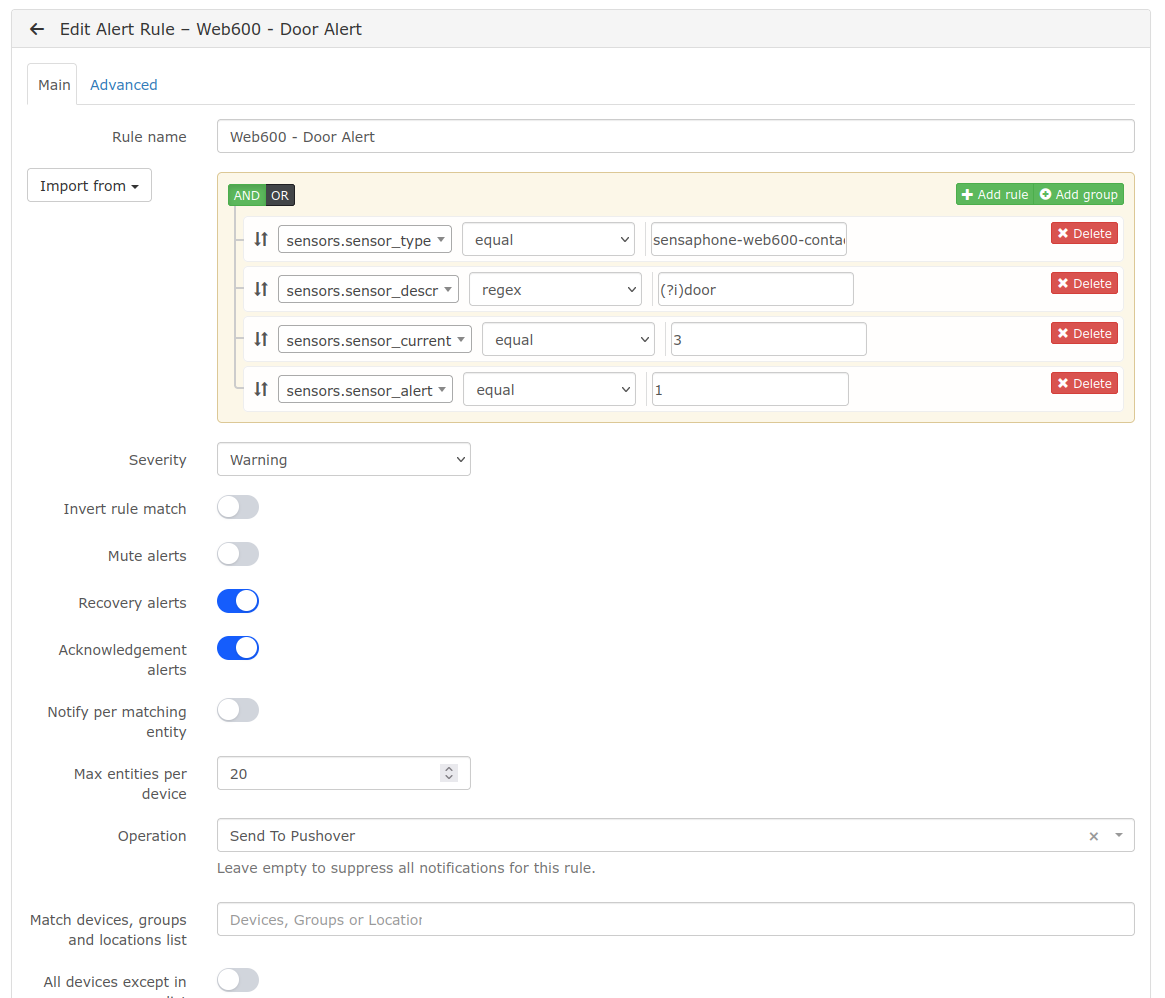 Edit Alert Rule – Web600 - Door Alert
Main
Advanced
Rule name
Web600 - Door Alert
Import from
AND OR
Add rule
Add group
sensors.sensor_type
equal
sensaphone-web600-conta
Delete
sensors.sensor_descr
regex
(?i)door
Delete
sensors.sensor_current
equal
3
Delete
sensors.sensor_alert
equal
1
Delete
Severity
Warning
Invert rule match
Mute alerts
Recovery alerts
Acknowledgement
alerts
Notify per matching
entity
Max entities per
device
20
Operation
Send To Pushover
Leave empty to suppress all notifications for this rule.
Match devices, groups
and locations list
Devices, Groups or Location
All devices except in